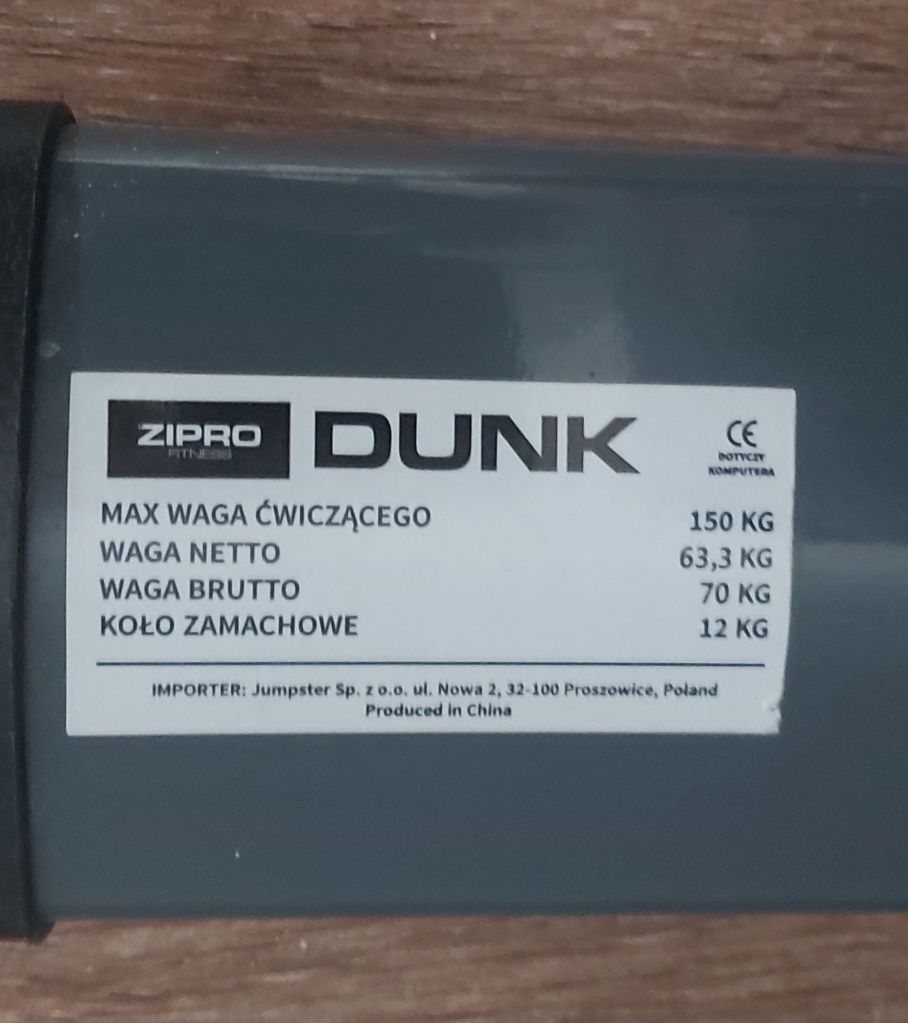 ZIPRO
FITNESS
DUNK
CE
DOTYCZY
KOMPUTERA
MAX WAGA ĆWICZĄCEGO 150 KG
WAGA NETTO 63,3 KG
WAGA BRUTTO 70 KG
KOŁO ZAMACHOWE 12 KG
IMPORTER: Jumpster Sp. z o.o. ul. Nowa 2, 32-100 Proszowice, Poland
Produced in China